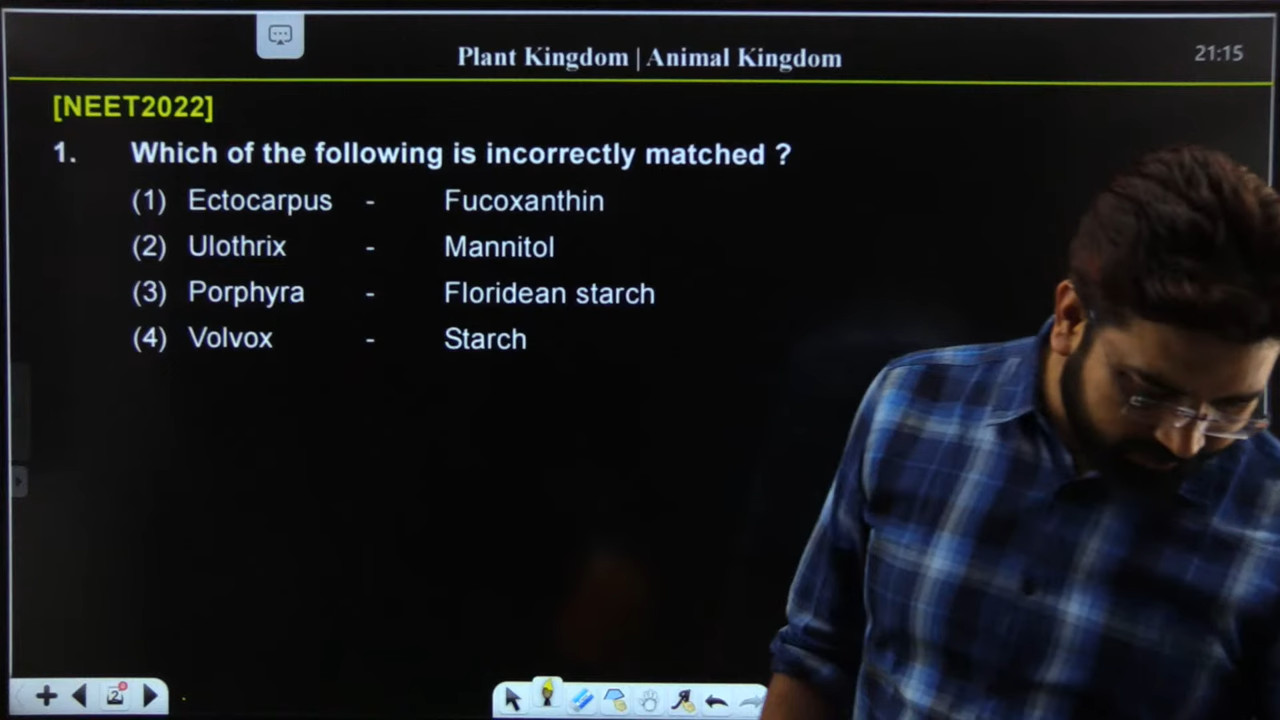 Plant Kingdom | Animal Kingdom
21:15
[NEET2022]
1. Which of the following is incorrectly matched ?
(1) Ectocarpus - Fucoxanthin
(2) Ulothrix - Mannitol
(3) Porphyra - Floridean starch
(4) Volvox - Starch
2